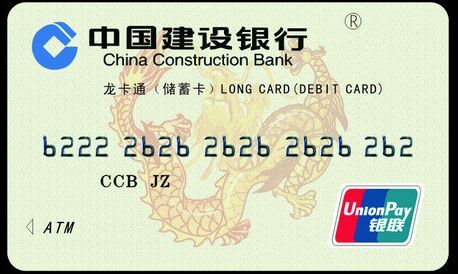 ®
中国建设银行
China Construction Bank
龙卡通（储蓄卡）LONG CARD(DEBIT CARD)
6222 2626 2626 2626 262
CCB JZ
◁ ATM
UnionPay
银联